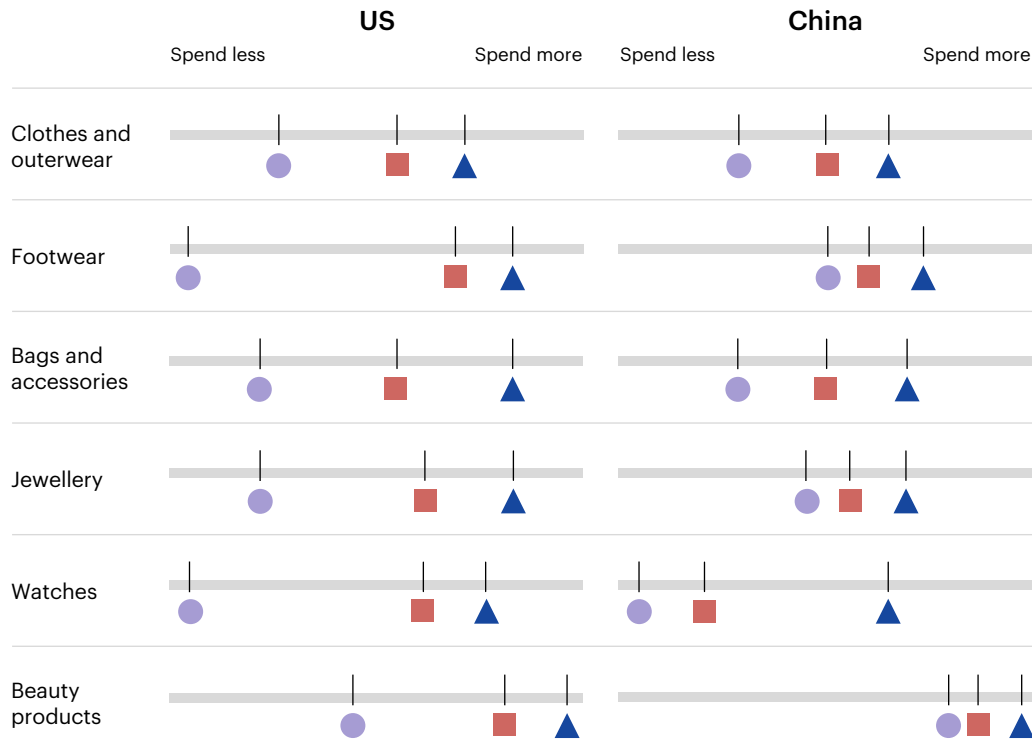 US
China
Spend less
Spend more
Spend less
Spend more
Clothes and
outerwear
Footwear
Bags and
accessories
Jewellery
Watches
Beauty
products